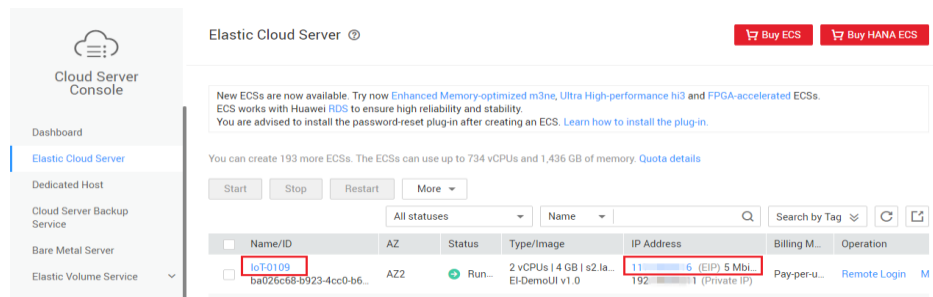 Elastic Cloud Server ?
Buy ECS
Buy HANA ECS
Cloud Server
Console
New ECSs are now available. Try now Enhanced Memory-optimized m3ne, Ultra High-performance hi3 and FPGA-accelerated ECSs.
ECS works with Huawei RDS to ensure high reliability and stability.
You are advised to install the password-reset plug-in after creating an ECS. Learn how to install the plug-in.
Dashboard
Elastic Cloud Server
Dedicated Host
Cloud Server Backup
Service
Bare Metal Server
Elastic Volume Service
You can create 193 more ECSs. The ECSs can use up to 734 vCPUs and 1,436 GB of memory. Quota details
Start Stop Restart More
All statuses Name Search by Tag
Name/ID AZ Status Type/Image IP Address Billing M... Operation
IoT-0109
ba026c68-b923-4cc0-b6...
AZ2
Run...
2 vCPUs | 4 GB | s2.la...
EI-DemoUI v1.0
11 6 (EIP) 5 Mbi...
192 1 (Private IP)
Pay-per-u...
Remote Login M